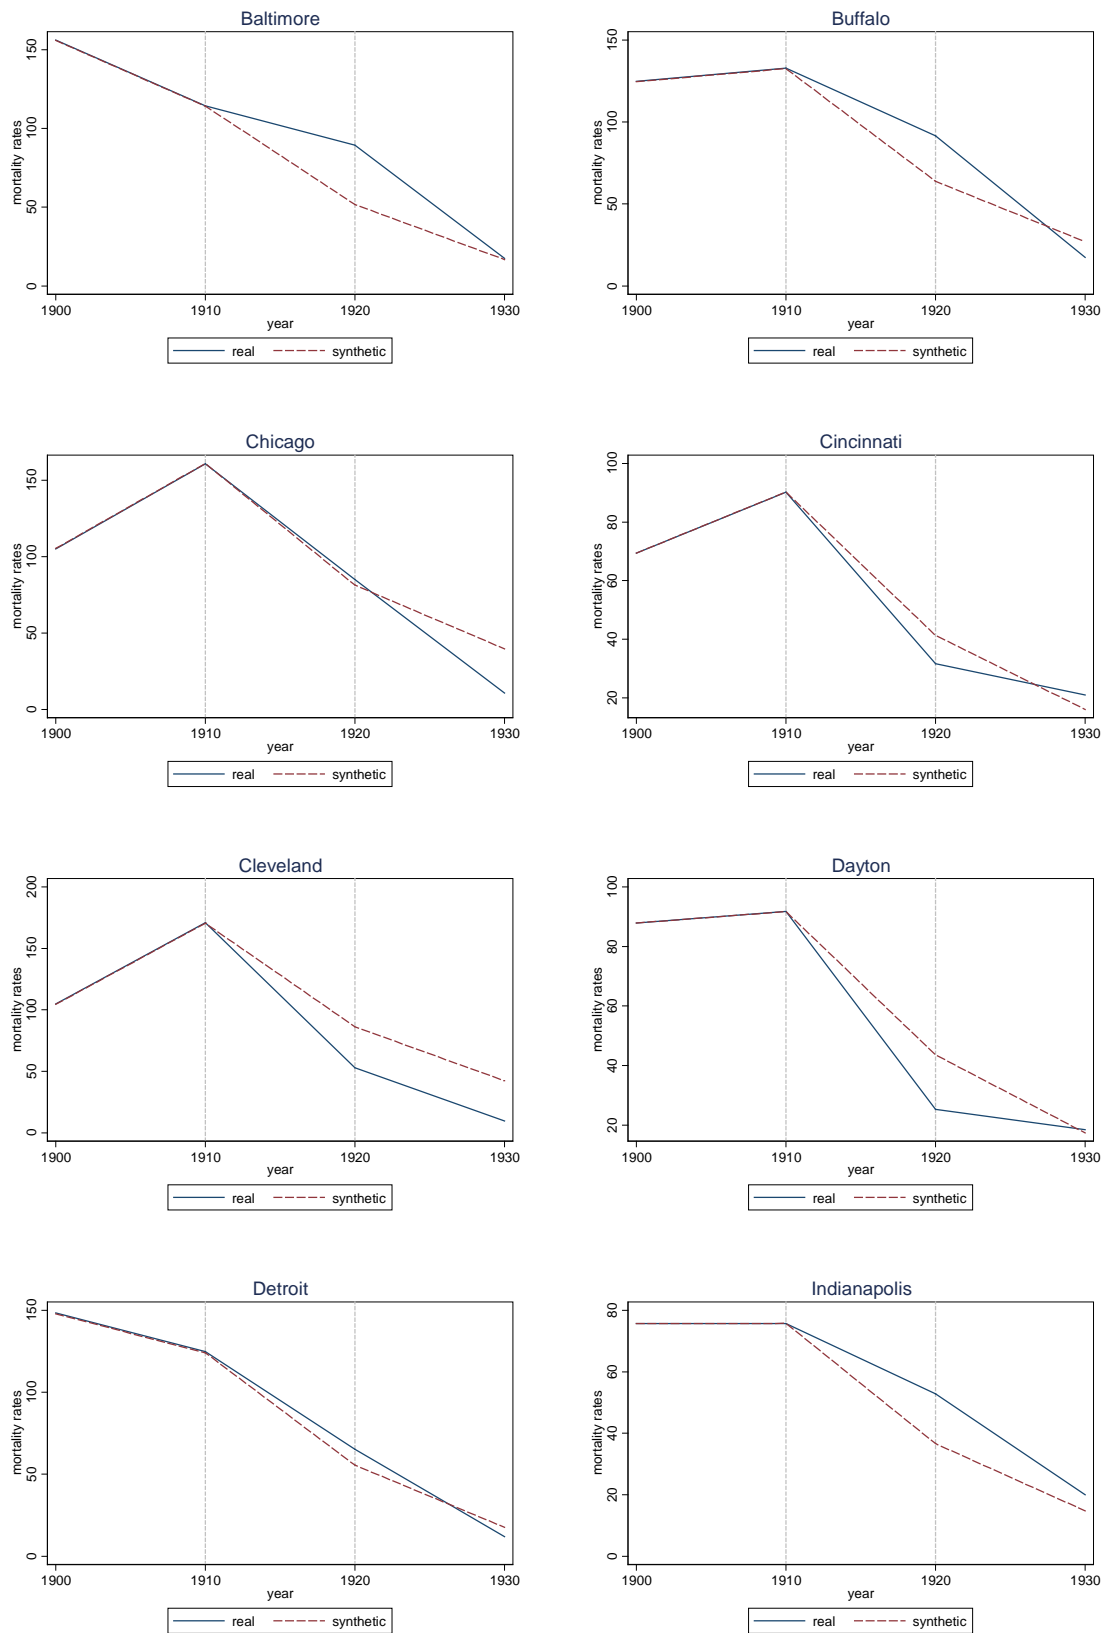 Baltimore
mortality rates
0 50 100 150
1900 1910 1920 1930
year
real synthetic
Buffalo
mortality rates
0 50 100 150
1900 1910 1920 1930
year
real synthetic
Chicago
mortality rates
0 50 100 150
1900 1910 1920 1930
year
real synthetic
Cincinnati
mortality rates
20 40 60 80 100
1900 1910 1920 1930
year
real synthetic
Cleveland
mortality rates
0 50 100 150 200
1900 1910 1920 1930
year
real synthetic
Dayton
mortality rates
20 40 60 80 100
1900 1910 1920 1930
year
real synthetic
Detroit
mortality rates
0 50 100 150
1900 1910 1920 1930
year
real synthetic
Indianapolis
mortality rates
0 20 40 60 80
1900 1910 1920 1930
year
real synthetic